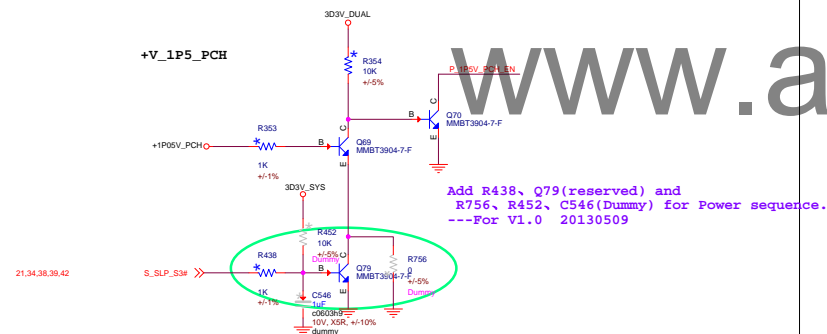 3D3V_DUAL
+V_1P5_PCH
R354
10K
+/-5%
P_1P5V_PCH_EN
www.a
C
B
Q70
MMBT3904-7-F
E
R353
C
B
Q69
MMBT3904-7-F
E
+1P05V_PCH
1K
+/-1%
3D3V_SYS
Add R438、Q79(reserved) and
R756、R452、C546(Dummy) for Power sequence.
---For V1.0 20130509
R452
10K
+/-5%
Dummy
R438
C
B
Q79
MMBT3904-7-F
E
R756
0
+/-5%
Dummy
21,34,38,39,42
S_SLP_S3#
1K
+/-1%
C546
1uF
c0603h9
10V, X5R, +/-10%
dummy